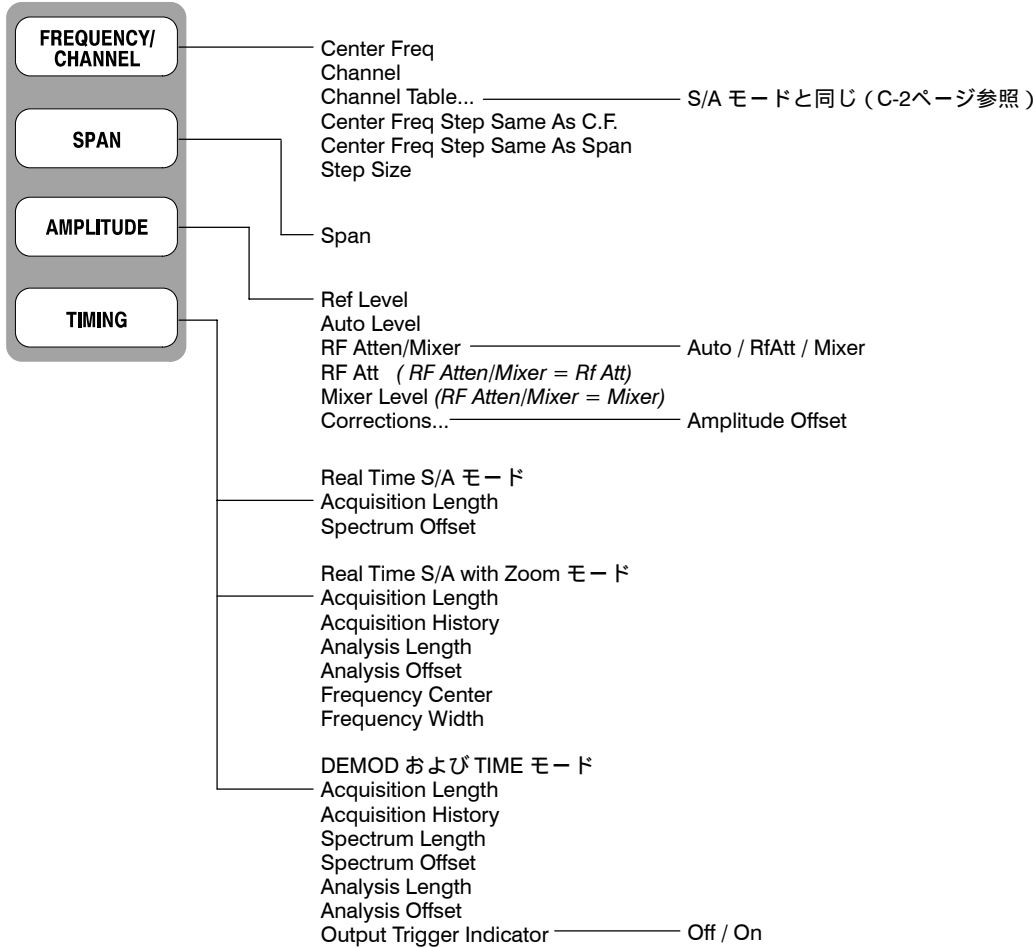 FREQUENCY/
CHANNEL
SPAN
AMPLITUDE
TIMING
Center Freq
Channel
Channel Table... S/A モードと同じ ( C-2ページ参照 )
Center Freq Step Same As C.F.
Center Freq Step Same As Span
Step Size
Span
Ref Level
Auto Level
RF Atten/Mixer Auto / RfAtt / Mixer
RF Att ( RF Atten/Mixer = Rf Att)
Mixer Level (RF Atten/Mixer = Mixer)
Corrections... Amplitude Offset
Real Time S/A モード
Acquisition Length
Spectrum Offset
Real Time S/A with Zoom モード
Acquisition Length
Acquisition History
Analysis Length
Analysis Offset
Frequency Center
Frequency Width
DEMOD および TIME モード
Acquisition Length
Acquisition History
Spectrum Length
Spectrum Offset
Analysis Length
Analysis Offset
Output Trigger Indicator Off / On